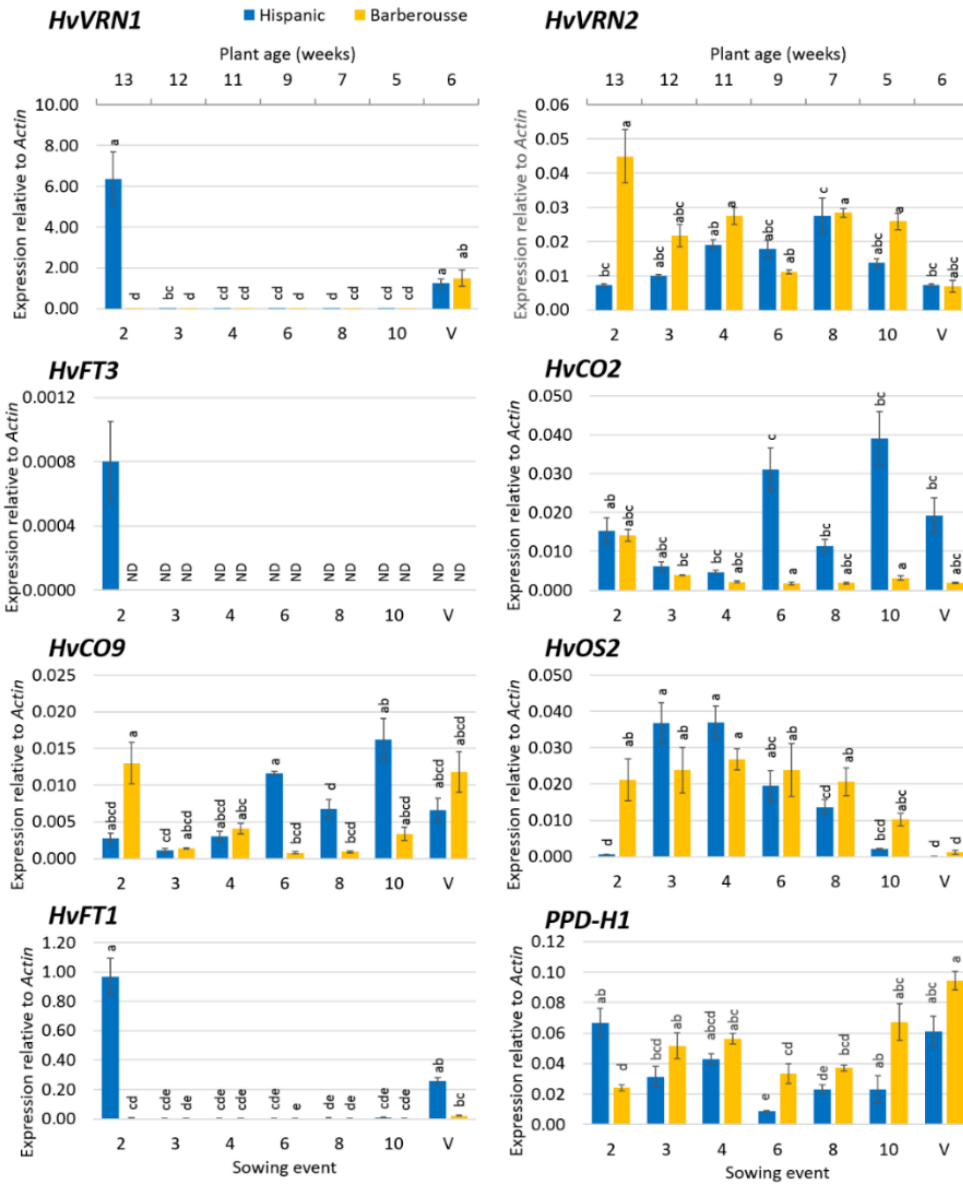 HvVRN1
Hispanic Barberousse
Plant age (weeks)
13 12 11 9 7 5 6
Expression relative to Actin
10.00
8.00
6.00
4.00
2.00
0.00
a d bc d cd cd cd d d cd cd cd a ab
2 3 4 6 8 10 V
HvVRN2
Plant age (weeks)
13 12 11 9 7 5 6
Expression relative to Actin
0.06
0.05
0.04
0.03
0.02
0.01
0
bc a abc abc ab a abc ab c a abc a bc bc
2 3 4 6 8 10 V
HvFT3
Expression relative to Actin
0.0012
0.0008
0.0004
0.0000
ND ND ND ND ND ND ND ND ND ND ND ND ND
2 3 4 6 8 10 V
HvCO2
Expression relative to Actin
0.050
0.040
0.030
0.020
0.010
0.000
ab abc abc bc bc abc c a bc abc bc a bc abc
2 3 4 6 8 10 V
HvCO9
Expression relative to Actin
0.025
0.020
0.015
0.010
0.005
0.000
abcd a cd abcd abcd abc a bcd d bcd ab bcd abcd abcd
2 3 4 6 8 10 V
HvOS2
Expression relative to Actin
0.050
0.040
0.030
0.020
0.010
0.000
d ab a ab a a abc ab bcd ab bcd abc d d
2 3 4 6 8 10 V
HvFT1
Expression relative to Actin
1.20
1.00
0.80
0.60
0.40
0.20
0.00
a cd cde de cde cde cde e de de cde cde ab bc
2 3 4 6 8 10 V
Sowing event
PPD-H1
Expression relative to Actin
0.12
0.10
0.08
0.06
0.04
0.02
0.00
ab d bcd ab abcd abc e cd de bcd ab abc abc a
2 3 4 6 8 10 V
Sowing event